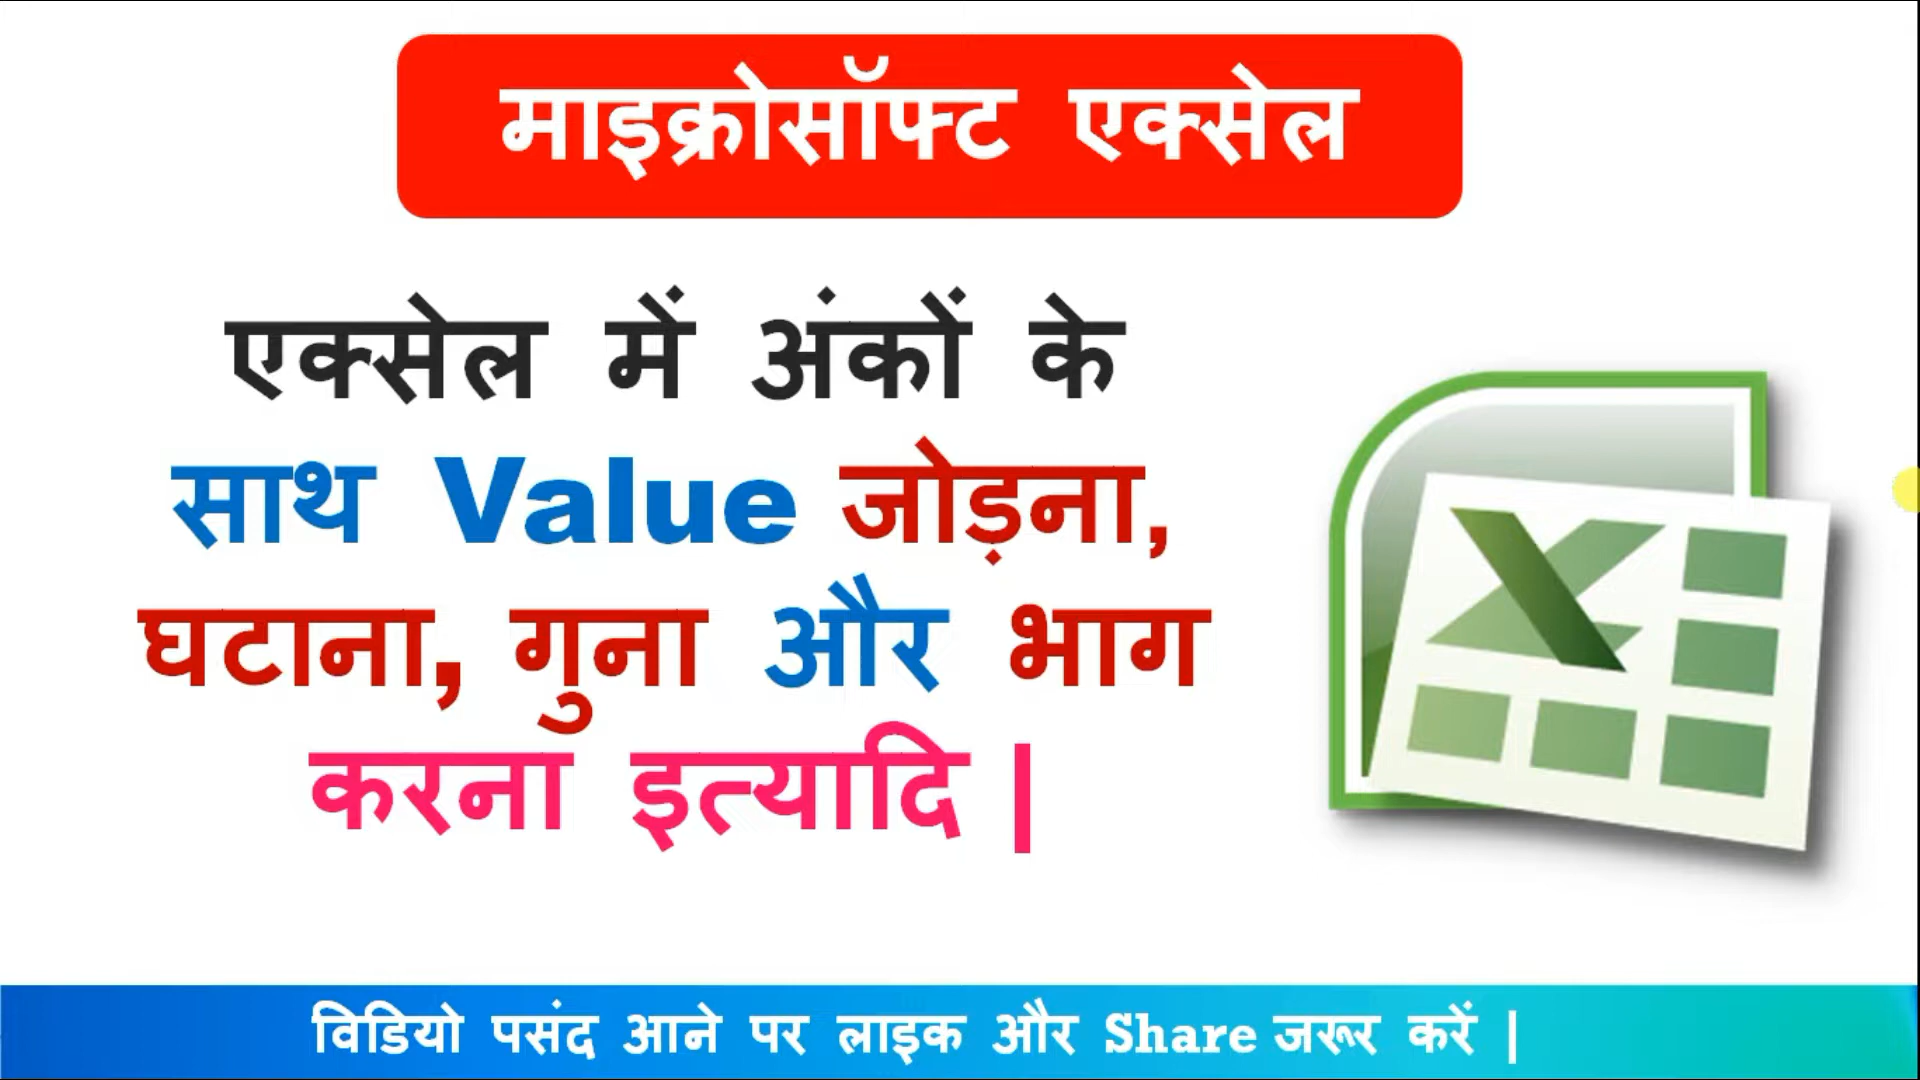 माइक्रोसॉफ्ट एक्सेल
एक्सेल में अंकों के
साथ Value जोड़ना,
घटाना, गुना और भाग
करना इत्यादि |
विडियो पसंद आने पर लाइक और Share जरूर करें |